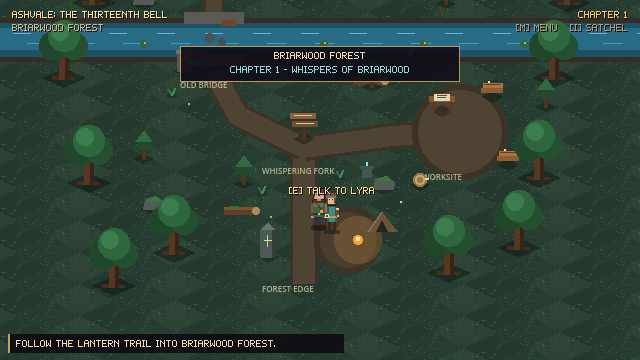 ASHVALE: THE THIRTEENTH BELL
BRIARWOOD FOREST
CHAPTER 1
[M] MENU [I] SATCHEL
BRIARWOOD FOREST
CHAPTER 1 - WHISPERS OF BRIARWOOD
OLD BRIDGE
WHISPERING FORK
WORKSITE
[E] TALK TO LYRA
FOREST EDGE
FOLLOW THE LANTERN TRAIL INTO BRIARWOOD FOREST.